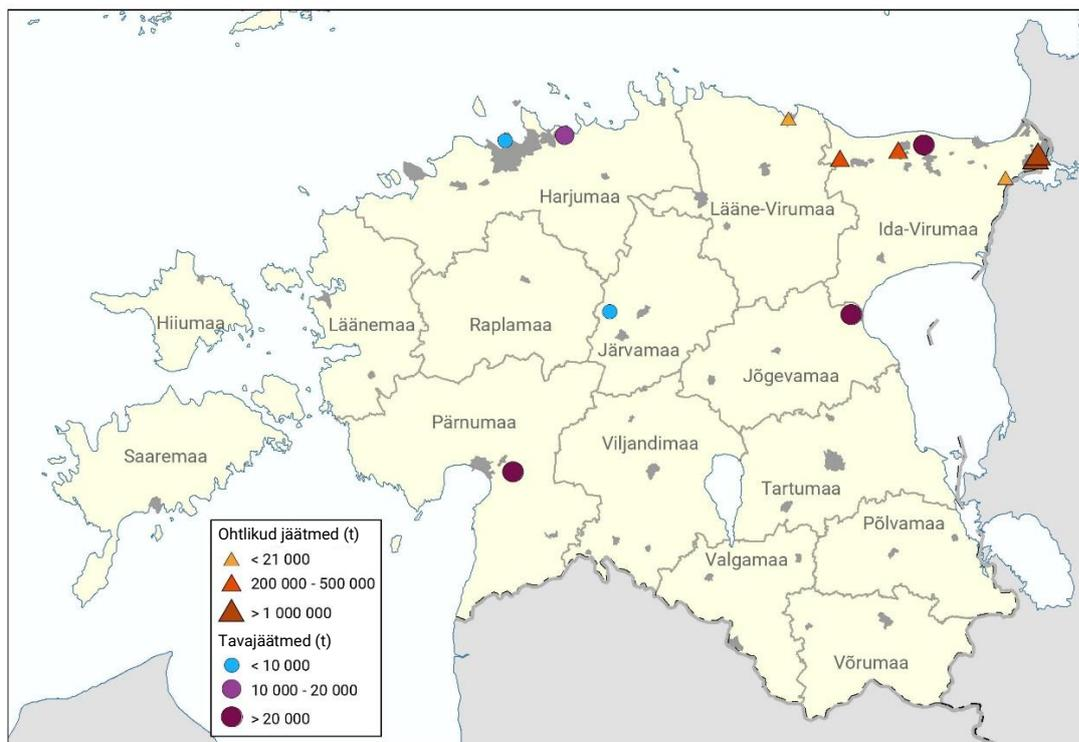 Harjumaa
Lääne-Virumaa
Ida-Virumaa
Hiiumaa
Läänemaa
Raplamaa
Järvamaa
Jõgevamaa
Pärnumaa
Viljandimaa
Saaremaa
Tartumaa
Põlvamaa
Valgamaa
Võrumaa
Ohtlikud jäätmed (t)
< 21 000
200 000 - 500 000
> 1 000 000
Tavajäätmed (t)
< 10 000
10 000 - 20 000
> 20 000